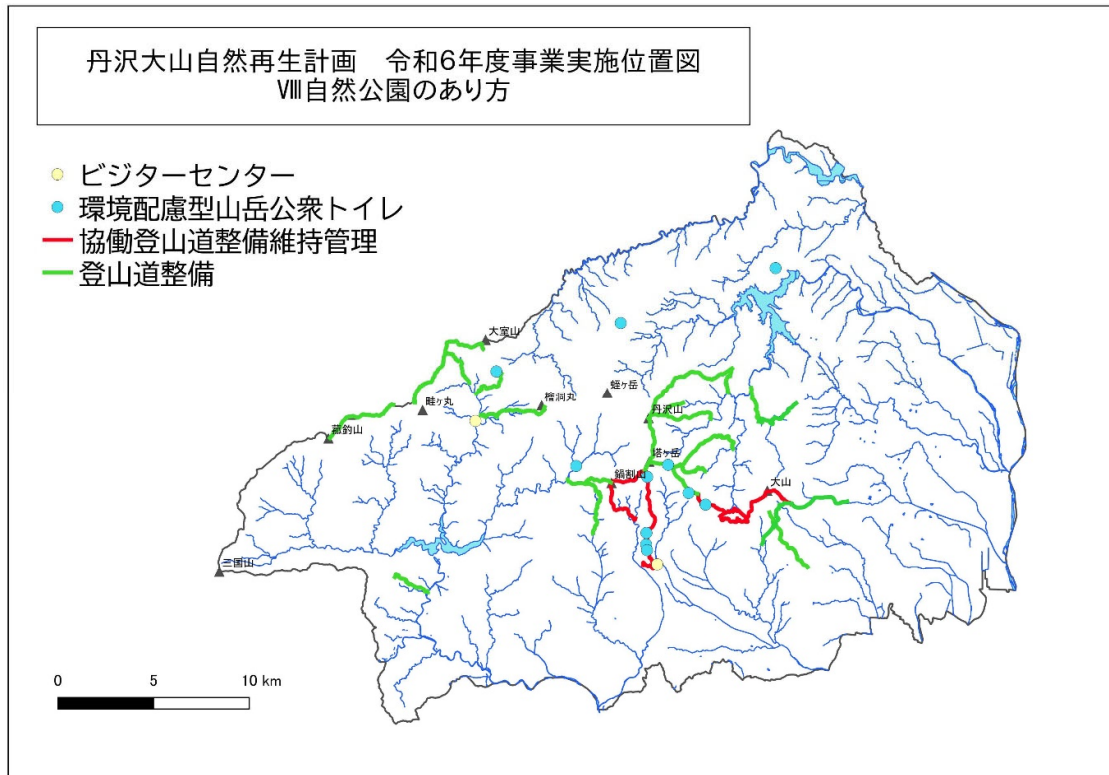 丹沢大山自然再生計画　令和6年度事業実施位置図
Ⅷ自然公園のあり方
ビジターセンター
環境配慮型山岳公衆トイレ
協働登山道整備維持管理
登山道整備
大室山
蛭ヶ岳
檜洞丸
畦ヶ丸
丹沢山
菰釣山
塔ヶ岳
鍋割山
大山
三国山
0 5 10 km